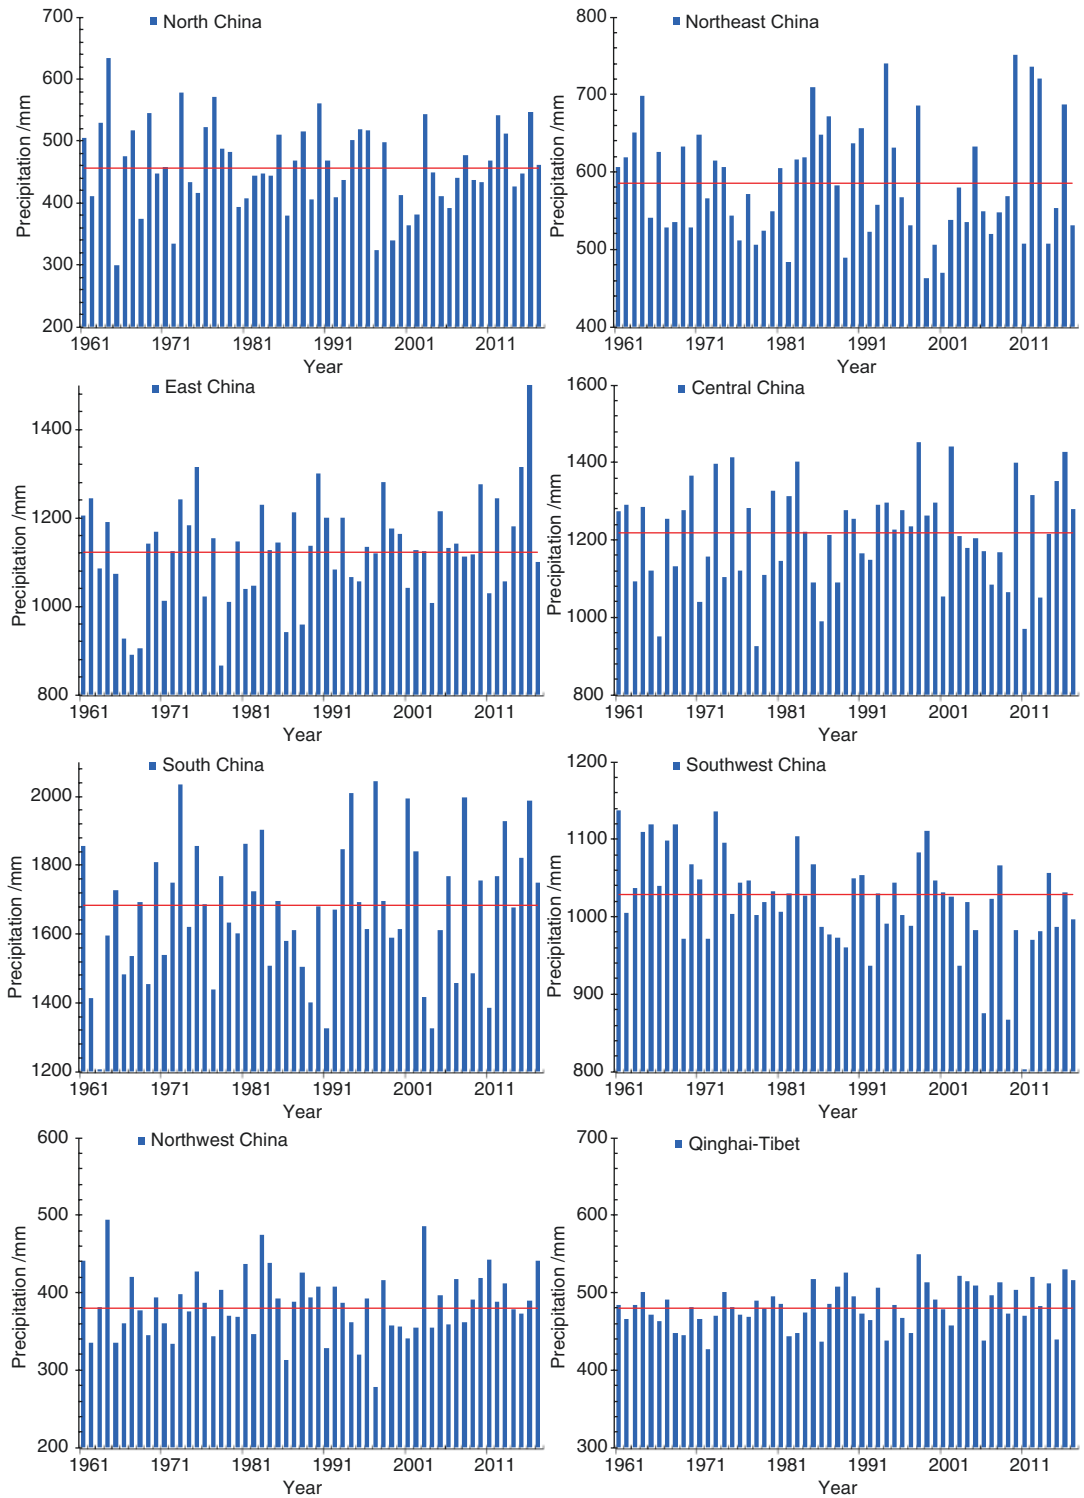 North China
Precipitation /mm
700
600
500
400
300
200
1961 1971 1981 1991 2001 2011
Year
Northeast China
Precipitation /mm
800
700
600
500
400
1961 1971 1981 1991 2001 2011
Year
East China
Precipitation /mm
1400
1200
1000
800
1961 1971 1981 1991 2001 2011
Year
Central China
Precipitation /mm
1600
1400
1200
1000
800
1961 1971 1981 1991 2001 2011
Year
South China
Precipitation /mm
2000
1800
1600
1400
1200
1961 1971 1981 1991 2001 2011
Year
Southwest China
Precipitation /mm
1200
1100
1000
900
800
1961 1971 1981 1991 2001 2011
Year
Northwest China
Precipitation /mm
600
500
400
300
200
1961 1971 1981 1991 2001 2011
Year
Qinghai-Tibet
Precipitation /mm
700
600
500
400
300
1961 1971 1981 1991 2001 2011
Year